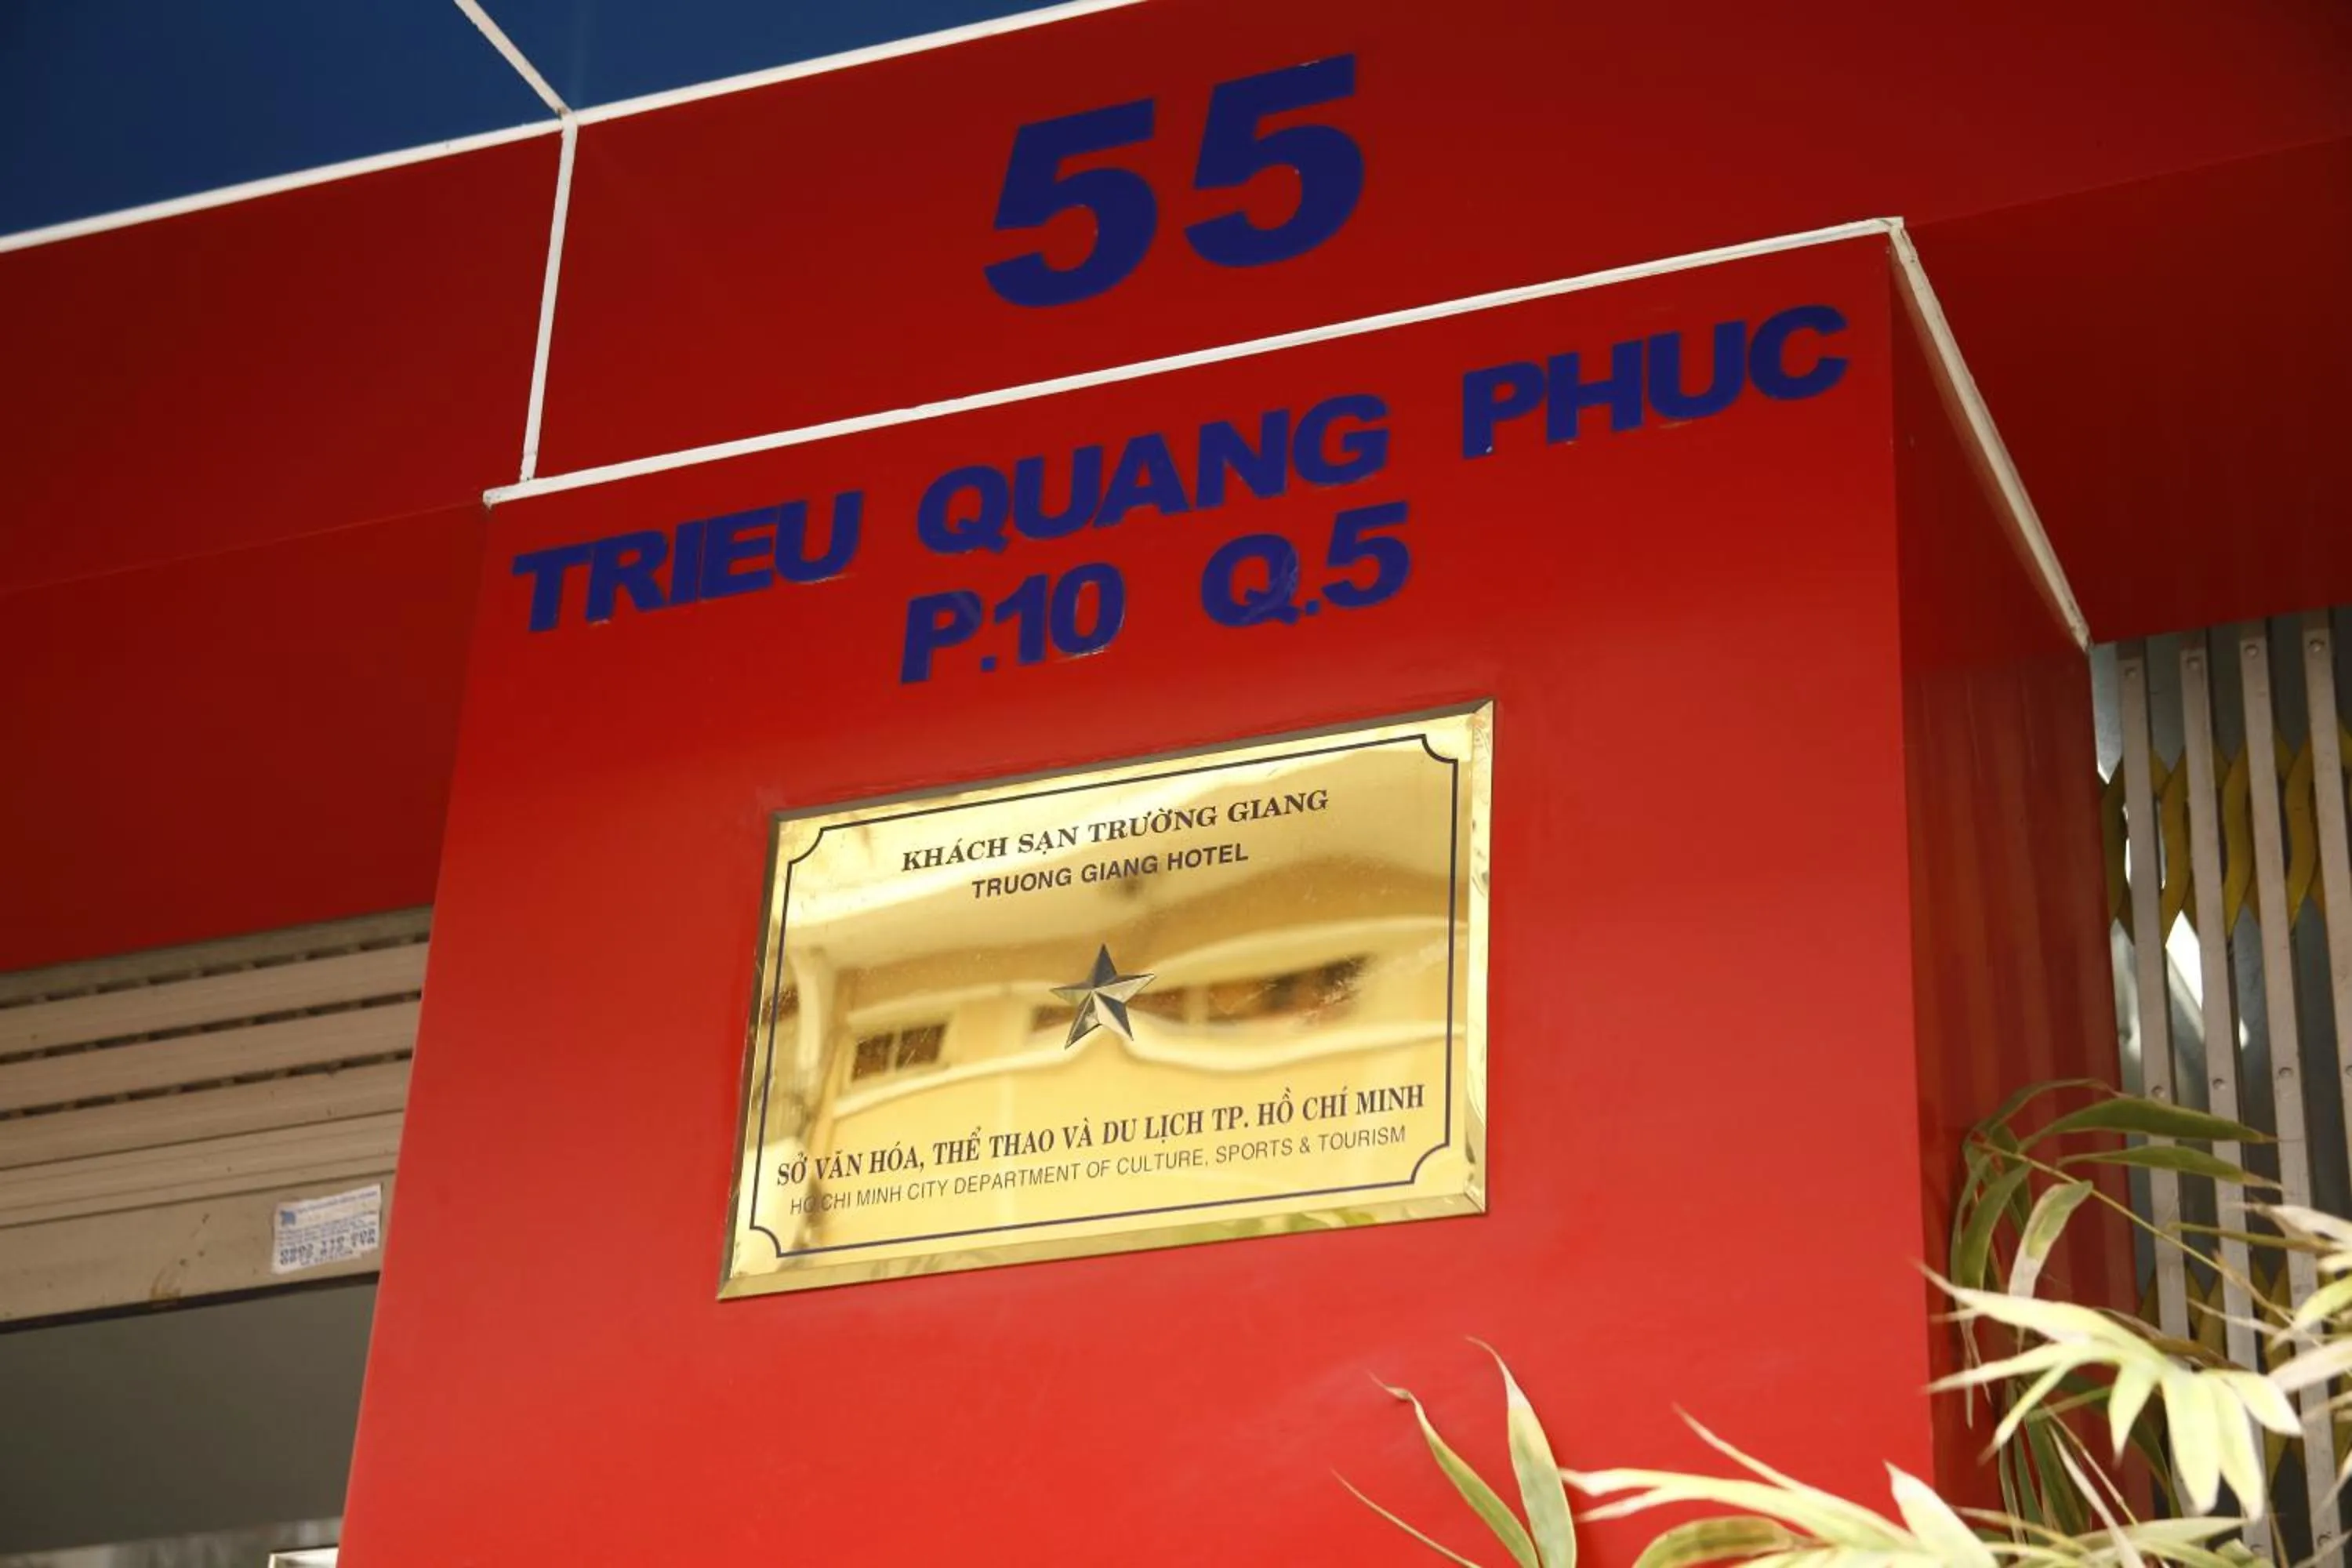 55
TRIEU QUANG PHUC
P.10 Q.5
KHÁCH SẠN TRƯỜNG GIANG
TRUONG GIANG HOTEL
SỞ VĂN HÓA, THỂ THAO VÀ DU LỊCH TP. HỒ CHÍ MINH
HO CHI MINH CITY DEPARTMENT OF CULTURE, SPORTS & TOURISM